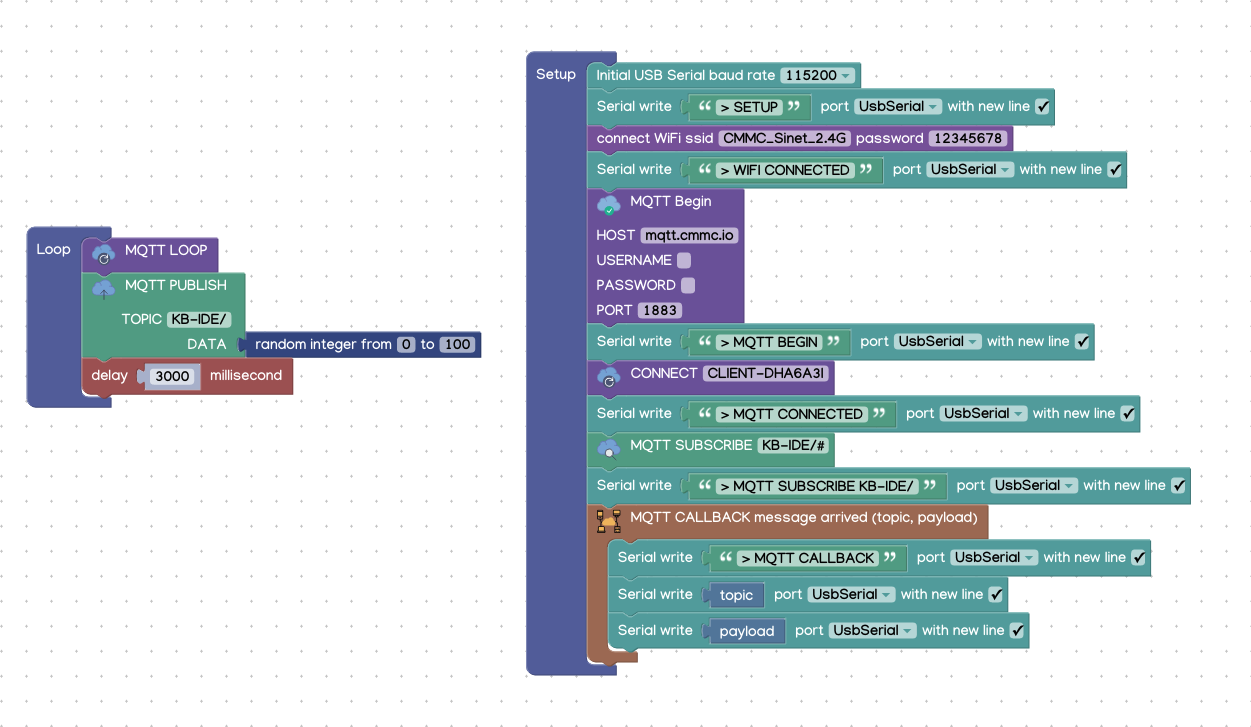 Loop
MQTT LOOP
MQTT PUBLISH
TOPIC KB-IDE/
DATA random integer from 0 to 100
delay 3000 millisecond
Setup
Initial USB Serial baud rate 115200
Serial write “ > SETUP ” port UsbSerial with new line
connect WiFi ssid CMMC_Sinet_2.4G password 12345678
Serial write “ > WIFI CONNECTED ” port UsbSerial with new line
MQTT Begin
HOST mqtt.cmmc.io
USERNAME
PASSWORD
PORT 1883
Serial write “ > MQTT BEGIN ” port UsbSerial with new line
CONNECT CLIENT-DHA6A3I
Serial write “ > MQTT CONNECTED ” port UsbSerial with new line
MQTT SUBSCRIBE KB-IDE/#
Serial write “ > MQTT SUBSCRIBE KB-IDE/ ” port UsbSerial with new line
MQTT CALLBACK message arrived (topic, payload)
Serial write “ > MQTT CALLBACK ” port UsbSerial with new line
Serial write topic port UsbSerial with new line
Serial write payload port UsbSerial with new line